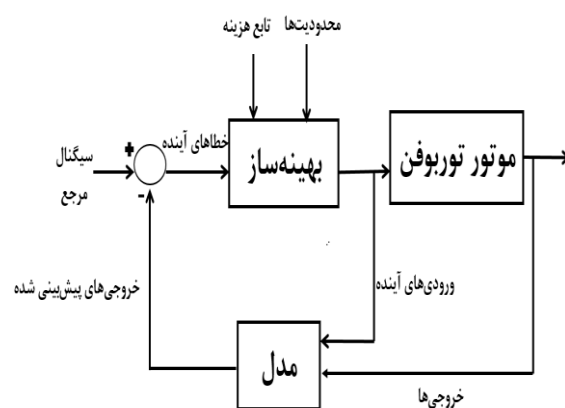 تابع هزینه
محدودیت‌ها
سیگنال
مرجع
+
-
خطاهای آینده
بهینه‌ساز
موتور توربوفن
ورودی‌های آینده
خروجی‌های پیش‌بینی شده
مدل
خروجی‌ها